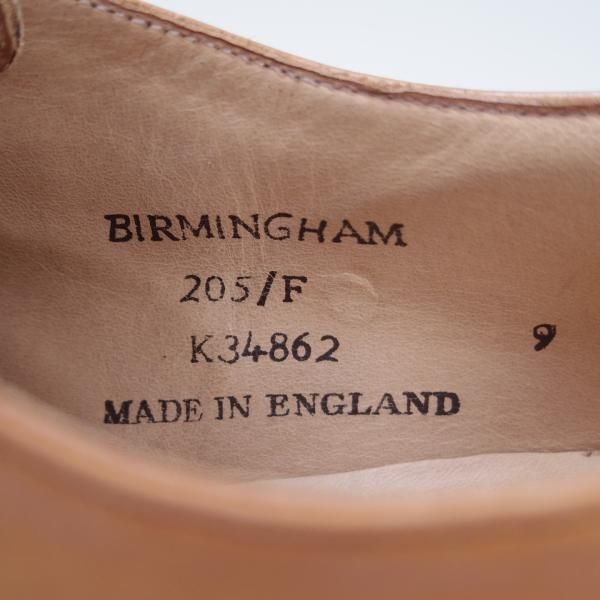 BIRMINGHAM
205/F
K34862
9
MADE IN ENGLAND